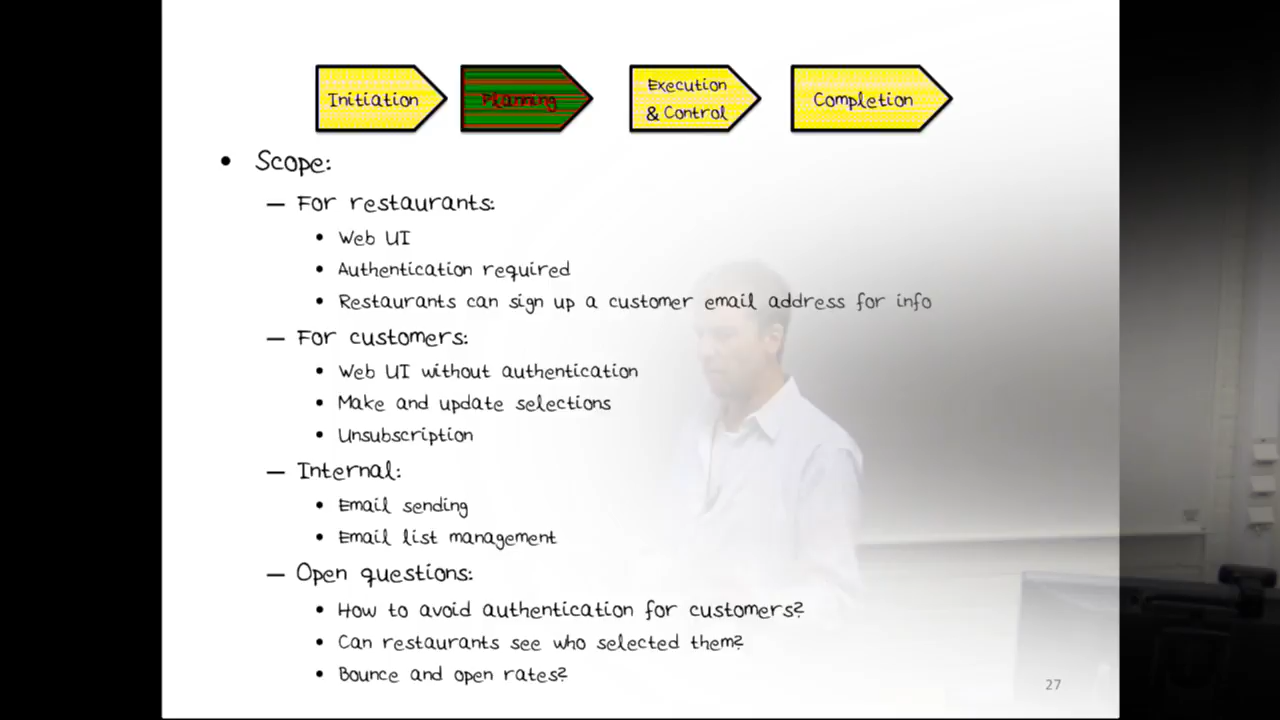 Initiation
Planning
Execution
& Control
Completion
• Scope:
– For restaurants:
• Web UI
• Authentication required
• Restaurants can sign up a customer email address for info
– For customers:
• Web UI without authentication
• Make and update selections
• Unsubscription
– Internal:
• Email sending
• Email list management
– Open questions:
• How to avoid authentication for customers?
• Can restaurants see who selected them?
• Bounce and open rates?
27